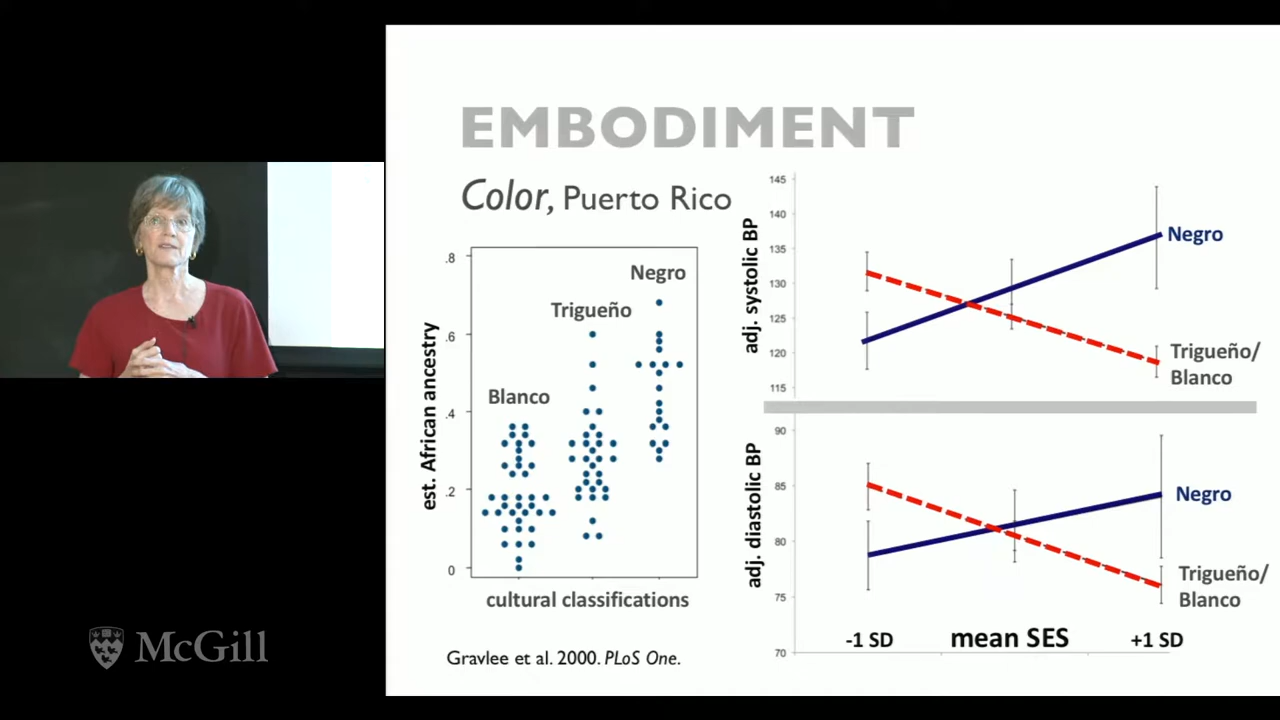 EMBODIMENT
Color, Puerto Rico
est. African ancestry
.8
.6
.4
.2
0
Blanco
Trigueño
Negro
cultural classifications
Gravlee et al. 2000. PLoS One.
adj. systolic BP
145
140
135
130
125
120
115
Negro
Trigueño/
Blanco
adj. diastolic BP
90
85
80
75
70
Negro
Trigueño/
Blanco
-1 SD
mean SES
+1 SD
McGill